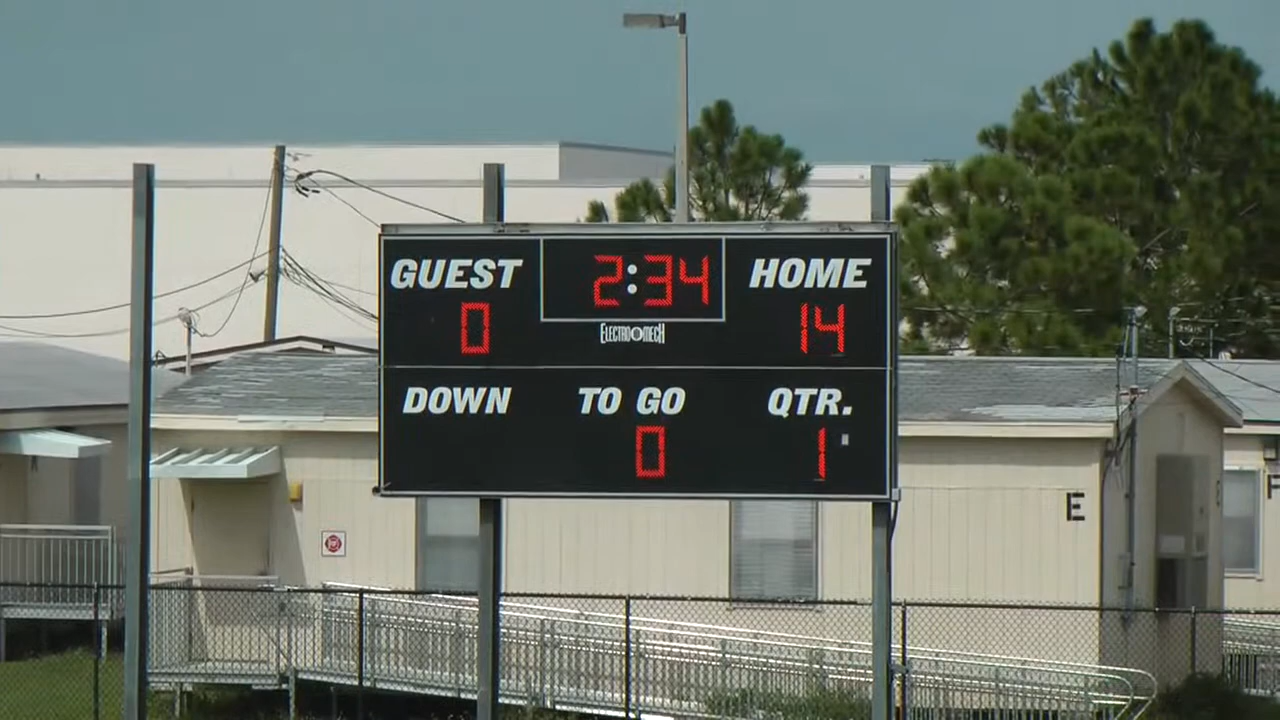 GUEST 2:34 HOME
0 14
ELECTRO-MECH
DOWN TO GO QTR.
0 1
E